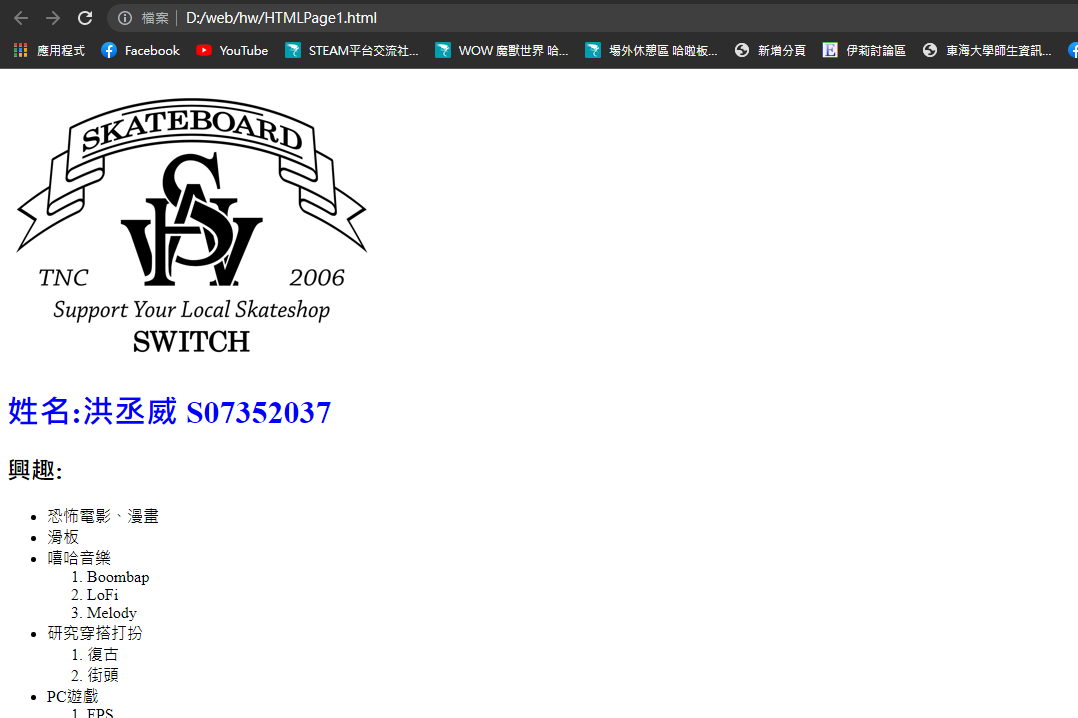 檔案 D:/web/hw/HTMLPage1.html
應用程式 Facebook YouTube STEAM平台交流社... WOW 魔獸世界 哈... 場外休憩區 哈啦板... 新增分頁 伊莉討論區 東海大學師生資訊...
SKATEBOARD
SW
TNC 2006
Support Your Local Skateshop
SWITCH
姓名:洪丞威 S07352037
興趣:
• 恐怖電影、漫畫
• 滑板
• 嘻哈音樂
1. Boombap
2. LoFi
3. Melody
• 研究穿搭打扮
1. 復古
2. 街頭
• PC遊戲
1. FPS